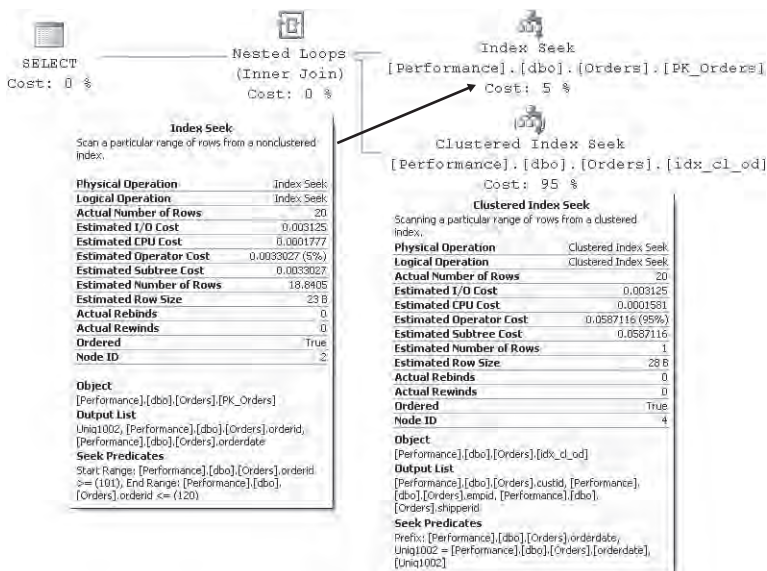 SELECT
Cost: 0 %
Nested Loops
(Inner Join)
Cost: 0 %
Index Seek
[Performance].[dbo].[Orders].[PK_Orders]
Cost: 5 %
Clustered Index Seek
[Performance].[dbo].[Orders].[idx_cl_od]
Cost: 95 %
Index Seek
Scan a particular range of rows from a nonclustered
index.
Physical Operation Index Seek
Logical Operation Index Seek
Actual Number of Rows 20
Estimated I/O Cost 0.003125
Estimated CPU Cost 0.0001777
Estimated Operator Cost 0.0033027 (5%)
Estimated Subtree Cost 0.0033027
Estimated Number of Rows 18.8405
Estimated Row Size 23 B
Actual Rebinds 0
Actual Rewinds 0
Ordered True
Node ID 2
Object
[Performance].[dbo].[Orders].[PK_Orders]
Output List
Uniq1002, [Performance].[dbo].[Orders].orderid,
[Performance].[dbo].[Orders].orderdate
Seek Predicates
Start Range: [Performance].[dbo].[Orders].orderid
>= (101), End Range: [Performance].[dbo].
[Orders].orderid <= (120)
Clustered Index Seek
Scanning a particular range of rows from a clustered
index.
Physical Operation Clustered Index Seek
Logical Operation Clustered Index Seek
Actual Number of Rows 20
Estimated I/O Cost 0.003125
Estimated CPU Cost 0.0001581
Estimated Operator Cost 0.0587116 (95%)
Estimated Subtree Cost 0.0587116
Estimated Number of Rows 1
Estimated Row Size 28 B
Actual Rebinds 0
Actual Rewinds 0
Ordered True
Node ID 4
Object
[Performance].[dbo].[Orders].[idx_cl_od]
Output List
[Performance].[dbo].[Orders].custid, [Performance].
[dbo].[Orders].empid, [Performance].[dbo].
[Orders].shipperid
Seek Predicates
Prefix: [Performance].[dbo].[Orders].orderdate,
Uniq1002 = [Performance].[dbo].[Orders].[orderdate],
[Uniq1002]